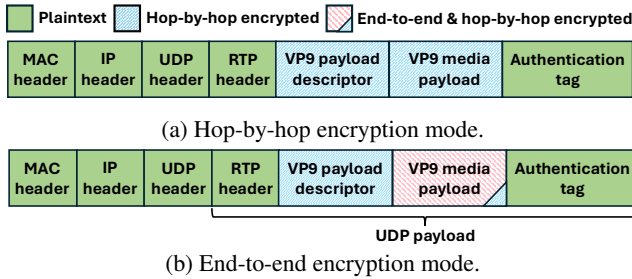 Plaintext Hop-by-hop encrypted End-to-end & hop-by-hop encrypted
MAC header IP header UDP header RTP header VP9 payload descriptor VP9 media payload Authentication tag
(a) Hop-by-hop encryption mode.
MAC header IP header UDP header RTP header VP9 payload descriptor VP9 media payload Authentication tag
UDP payload
(b) End-to-end encryption mode.